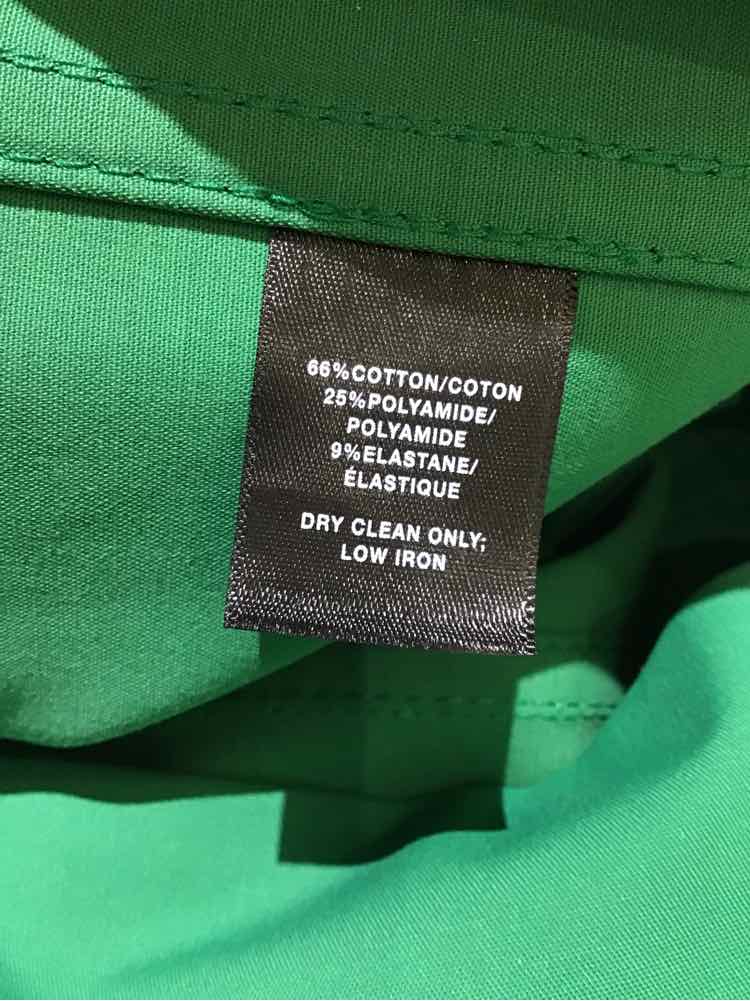 66%COTTON/COTON
25%POLYAMIDE/
POLYAMIDE
9%ELASTANE/
ÉLASTIQUE
DRY CLEAN ONLY;
LOW IRON